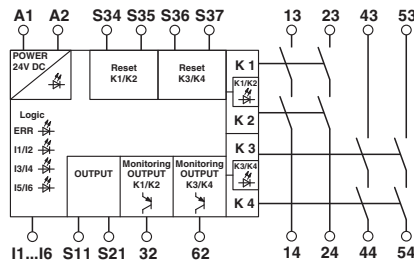 A1 A2 S34 S35 S36 S37 13 23 43 53
POWER
24V DC
Reset
K1/K2
Reset
K3/K4
K 1
K1/K2
K 2
Logic
ERR
I1/I2
I3/I4
I5/I6
K 3
K3/K4
K 4
OUTPUT
Monitoring
OUTPUT
K1/K2
Monitoring
OUTPUT
K3/K4
I1...I6 S11 S21 32 62 14 24 44 54